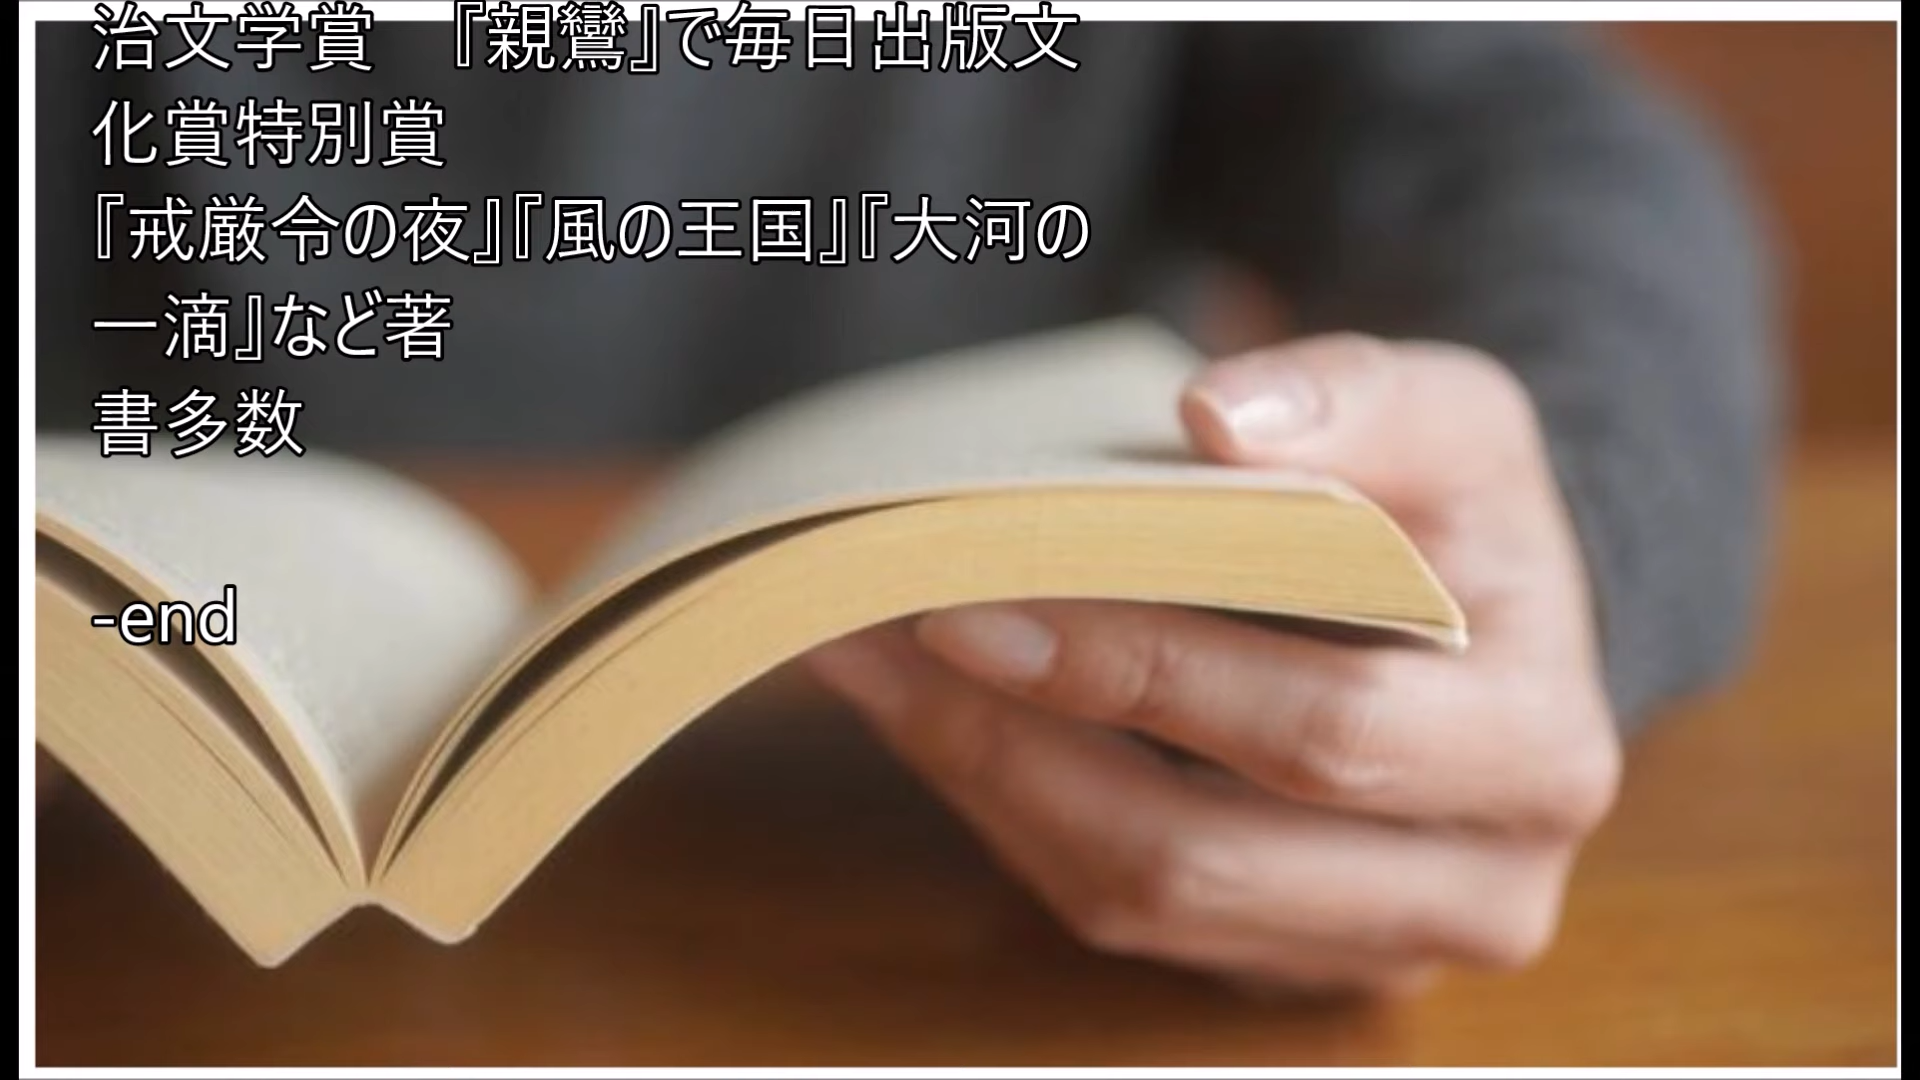 治文学賞　『親鸞』で毎日出版文
化賞特別賞
『戒厳令の夜』『風の王国』『大河の
一滴』など著
書多数
-end